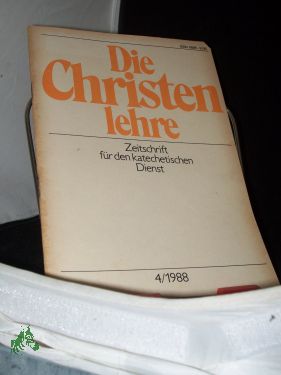 Die
Christen
lehre
Zeitschrift
für den katechetischen
Dienst
4/1988